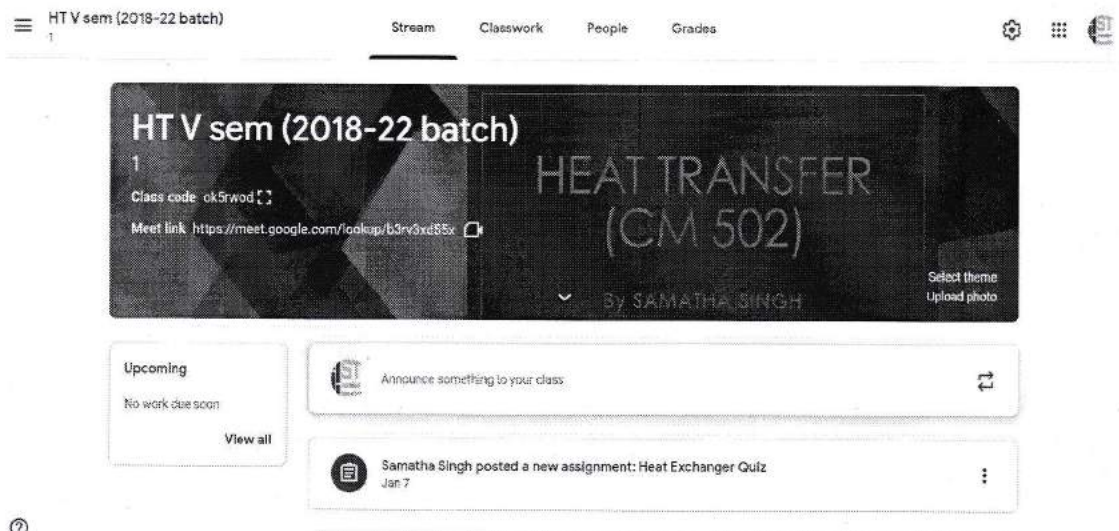 HT V sem (2018-22 batch)
1
Stream Classwork People Grades
HT V sem (2018-22 batch)
1
Class code ok5rwod
Meet link https://meet.google.com/lookup/b3rv3xd55x
HEAT TRANSFER
(CM 502)
By SAMATHA SINGH
Select theme
Upload photo
Upcoming
No work due soon
View all
Announce something to your class
Samatha Singh posted a new assignment: Heat Exchanger Quiz
Jan 7